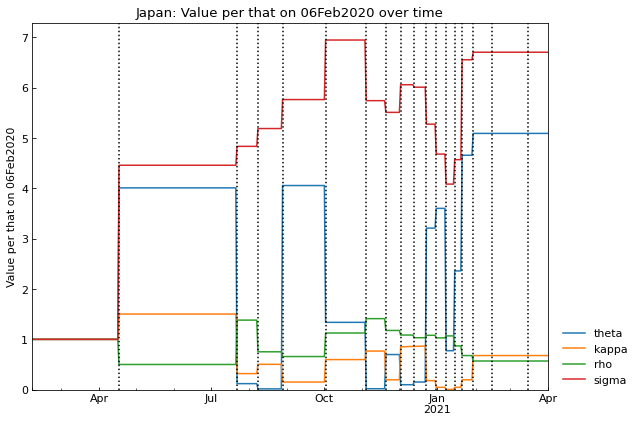 Japan: Value per that on 06Feb2020 over time
Value per that on 06Feb2020
7
6
5
4
3
2
1
0
Apr
Jul
Oct
Jan
2021
Apr
theta
kappa
rho
sigma